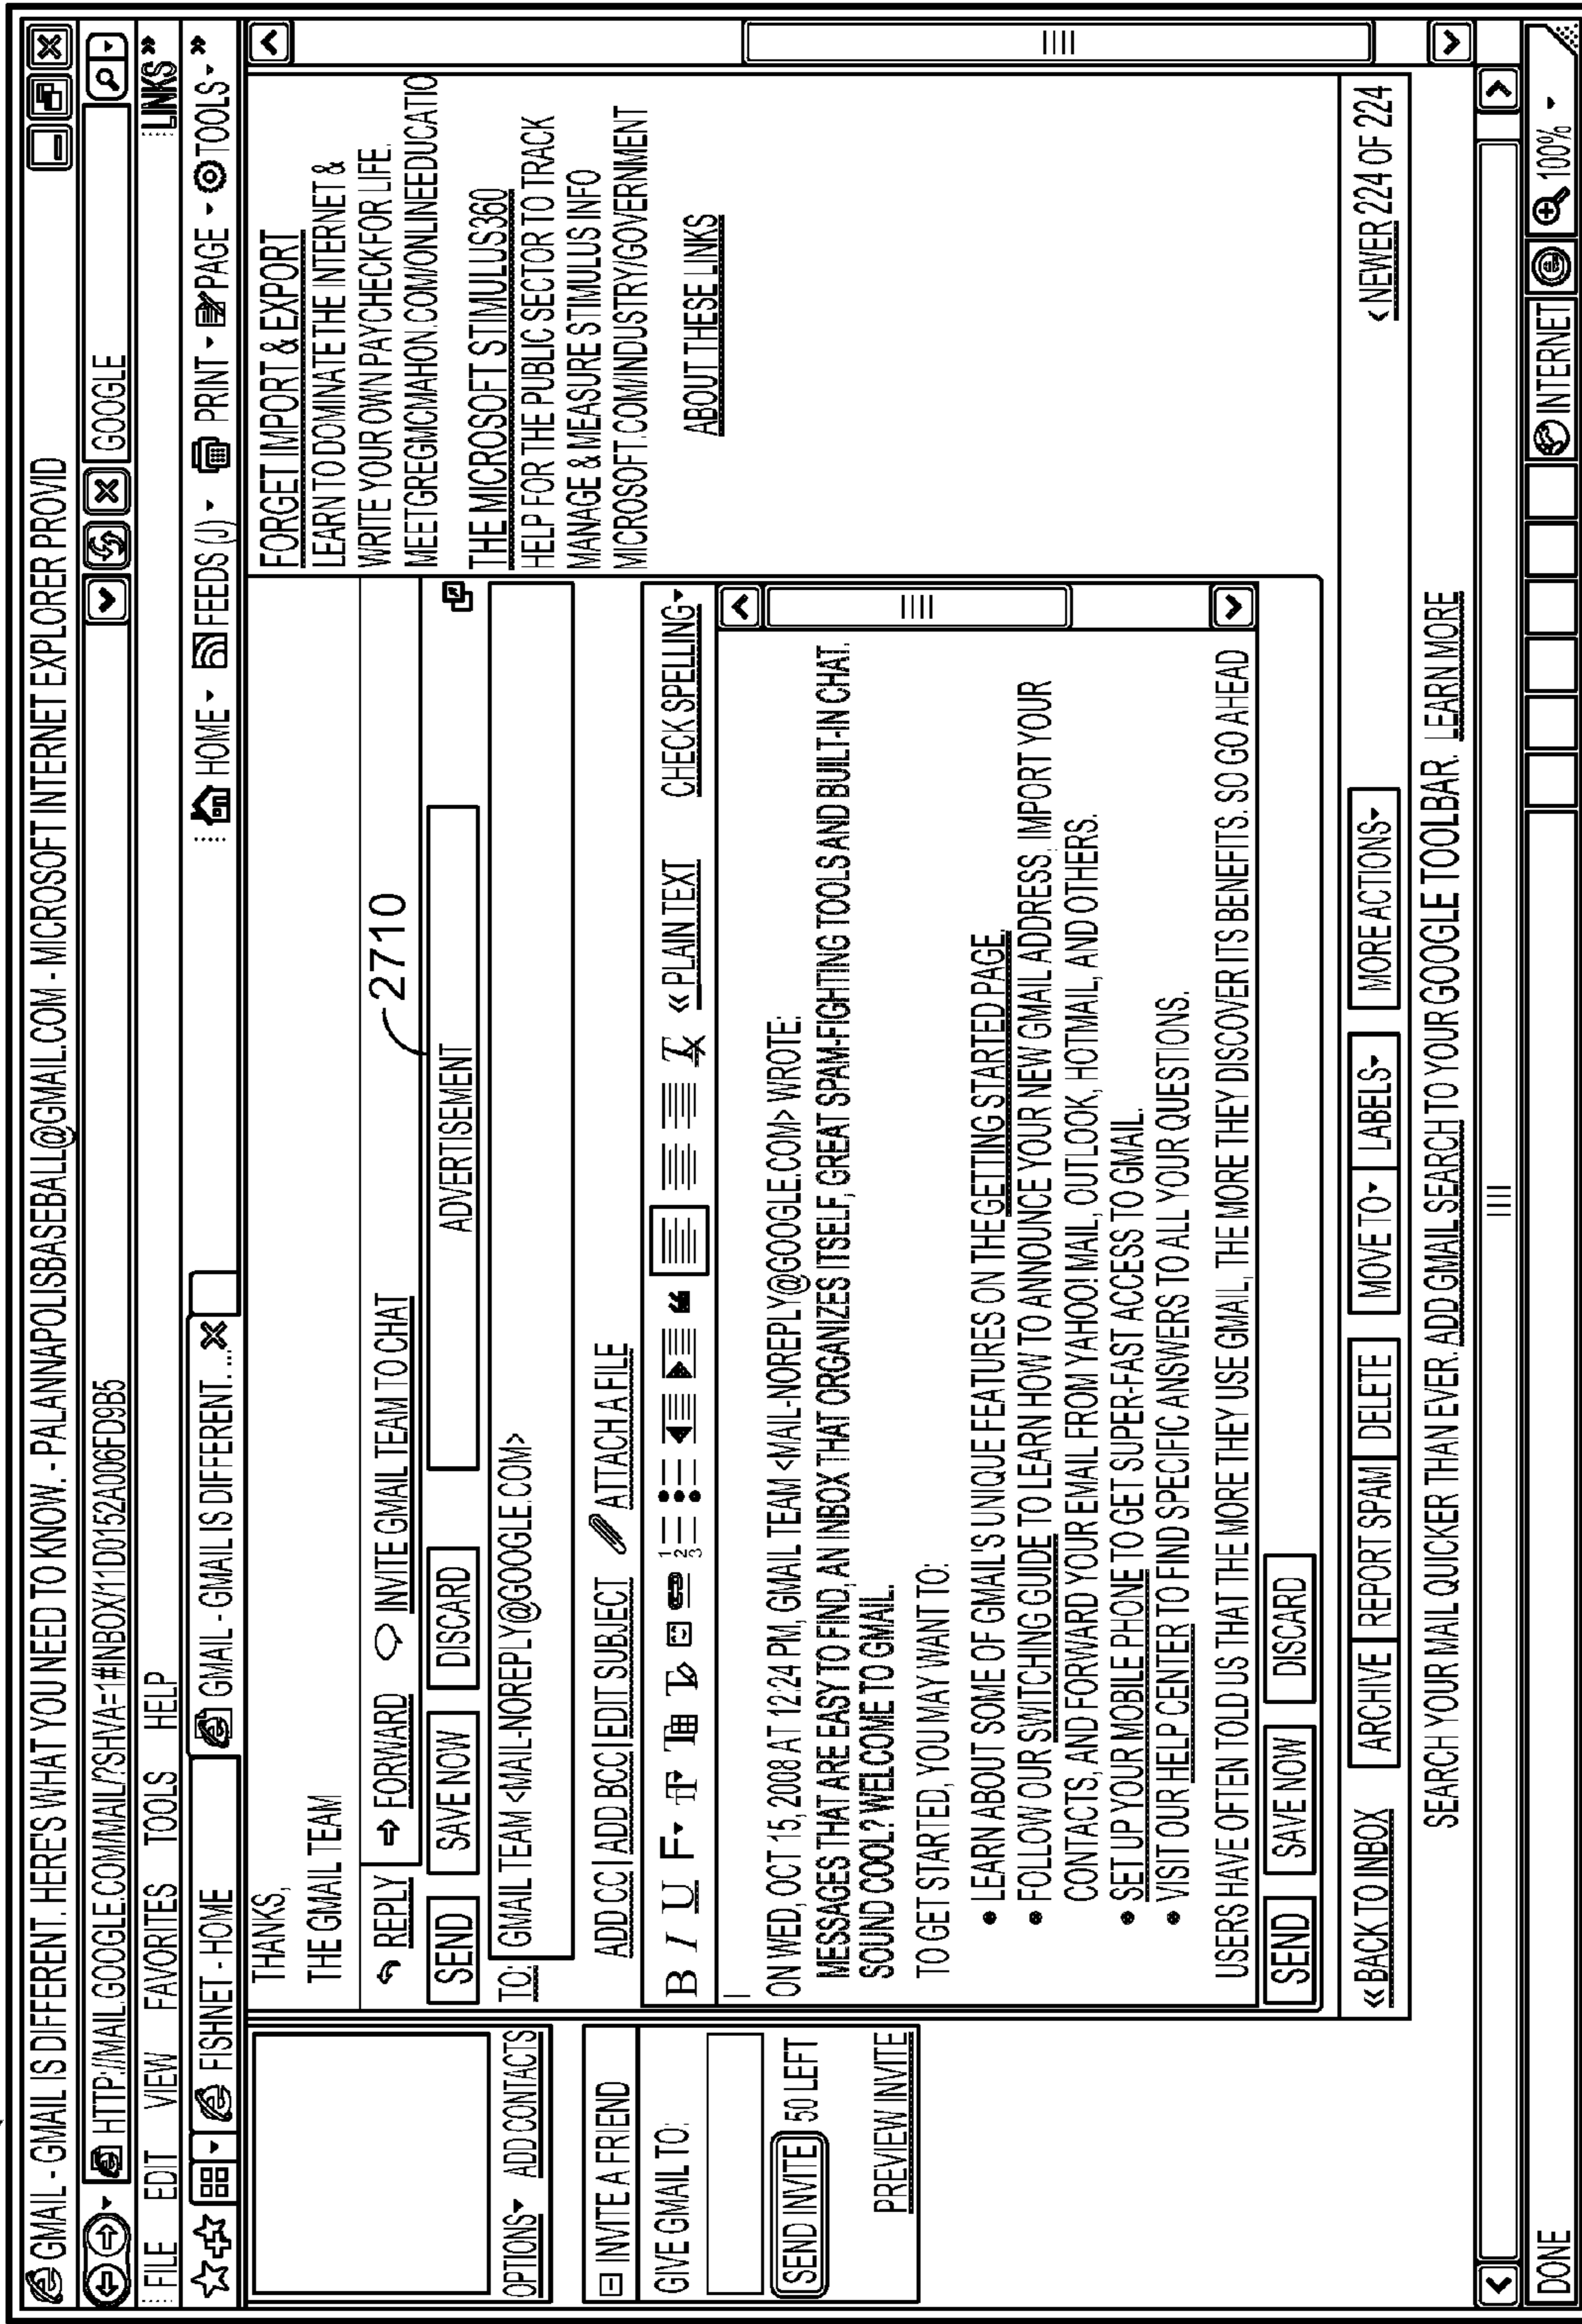 GMAIL - GMAIL IS DIFFERENT. HERE'S WHAT YOU NEED TO KNOW. - PALANNAPOLISBASEBALL@GMAIL.COM - MICROSOFT INTERNET EXPLORER PROVID
HTTP://MAIL.GOOGLE.COM/MAIL/?SHVA=1#INBOX/11D0152A006FD9B5
GOOGLE
FILE EDIT VIEW FAVORITES TOOLS HELP
LINKS »
FISHNET - HOME
GMAIL - GMAIL IS DIFFERENT. ... X
HOME FEEDS (J) PRINT PAGE TOOLS »
OPTIONS ADD CONTACTS
INVITE A FRIEND
GIVE GMAIL TO:
SEND INVITE 50 LEFT
PREVIEW INVITE
THANKS,
THE GMAIL TEAM
REPLY FORWARD INVITE GMAIL TEAM TO CHAT
2710
SEND SAVE NOW DISCARD ADVERTISEMENT
TO: GMAIL TEAM <MAIL-NOREPLY@GOOGLE.COM>
ADD CC | ADD BCC | EDIT SUBJECT ATTACH A FILE
B I U F T T T « PLAIN TEXT CHECK SPELLING
ON WED, OCT 15, 2008 AT 12:24 PM, GMAIL TEAM <MAIL-NOREPLY@GOOGLE.COM> WROTE:
MESSAGES THAT ARE EASY TO FIND, AN INBOX THAT ORGANIZES ITSELF, GREAT SPAM-FIGHTING TOOLS AND BUILT-IN CHAT.
SOUND COOL? WELCOME TO GMAIL.
TO GET STARTED, YOU MAY WANT TO:
• LEARN ABOUT SOME OF GMAIL'S UNIQUE FEATURES ON THE GETTING STARTED PAGE.
• FOLLOW OUR SWITCHING GUIDE TO LEARN HOW TO ANNOUNCE YOUR NEW GMAIL ADDRESS, IMPORT YOUR
CONTACTS, AND FORWARD YOUR EMAIL FROM YAHOO! MAIL, OUTLOOK, HOTMAIL, AND OTHERS.
• SET UP YOUR MOBILE PHONE TO GET SUPER-FAST ACCESS TO GMAIL.
• VISIT OUR HELP CENTER TO FIND SPECIFIC ANSWERS TO ALL YOUR QUESTIONS.
USERS HAVE OFTEN TOLD US THAT THE MORE THEY USE GMAIL, THE MORE THEY DISCOVER ITS BENEFITS. SO GO AHEAD
SEND SAVE NOW DISCARD
FORGET IMPORT & EXPORT
LEARN TO DOMINATE THE INTERNET &
WRITE YOUR OWN PAYCHECK FOR LIFE.
MEETGREGMCMAHON.COM/ONLINEEDUCATIO
THE MICROSOFT STIMULUS360
HELP FOR THE PUBLIC SECTOR TO TRACK
MANAGE & MEASURE STIMULUS INFO
MICROSOFT.COM/INDUSTRY/GOVERNMENT
ABOUT THESE LINKS
« BACK TO INBOX ARCHIVE REPORT SPAM DELETE MOVE TO LABELS MORE ACTIONS < NEWER 224 OF 224
SEARCH YOUR MAIL QUICKER THAN EVER. ADD GMAIL SEARCH TO YOUR GOOGLE TOOLBAR. LEARN MORE
DONE
INTERNET
100%